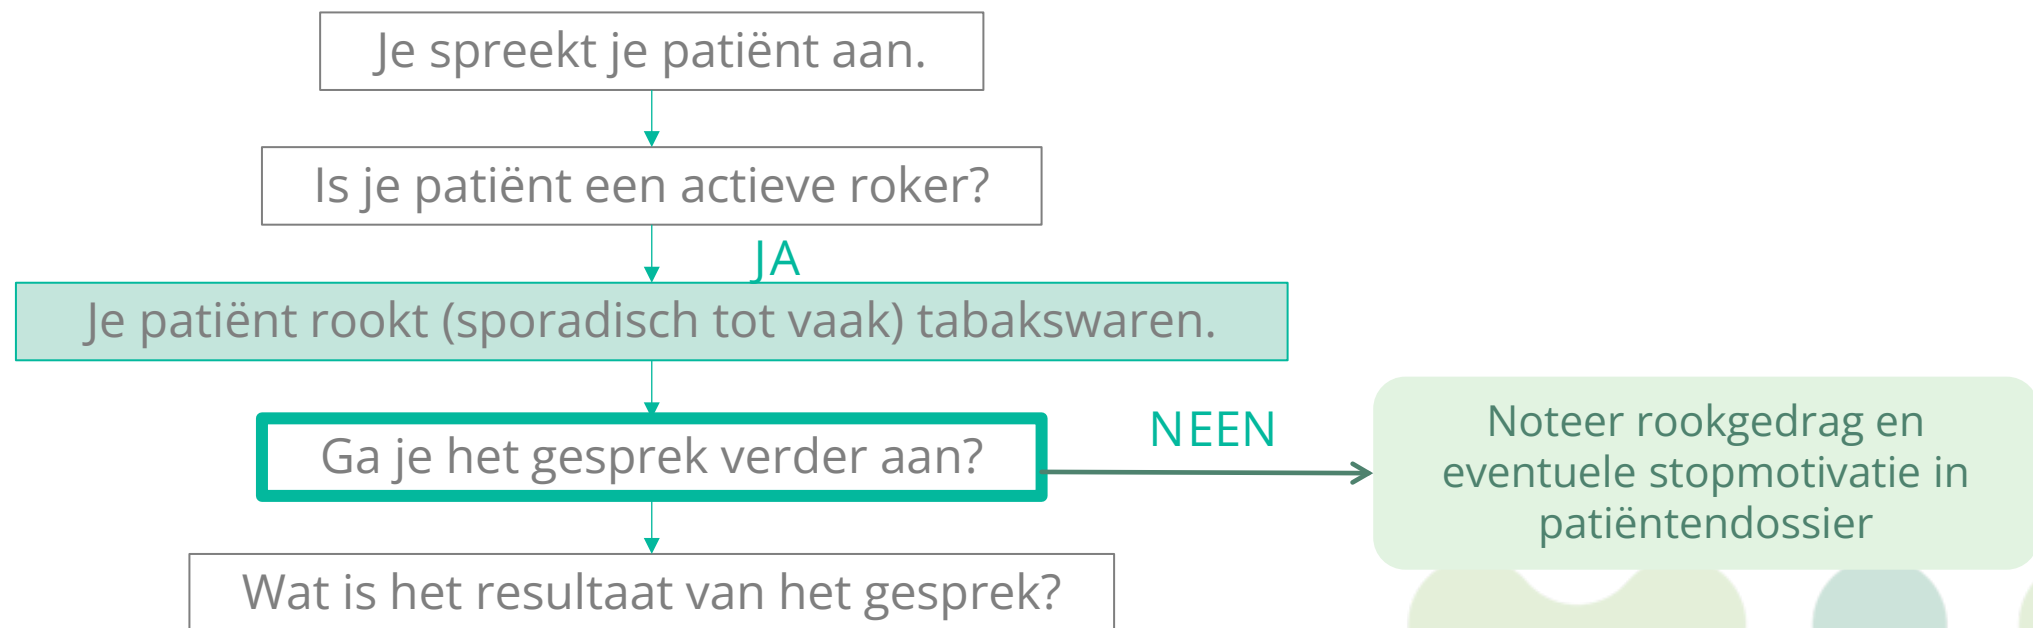 Je spreekt je patiënt aan.
Is je patiënt een actieve roker?
JA
Je patiënt rookt (sporadisch tot vaak) tabakswaren.
Ga je het gesprek verder aan?
NEEN
Noteer rookgedrag en
eventuele stopmotivatie in
patiëntendossier
Wat is het resultaat van het gesprek?